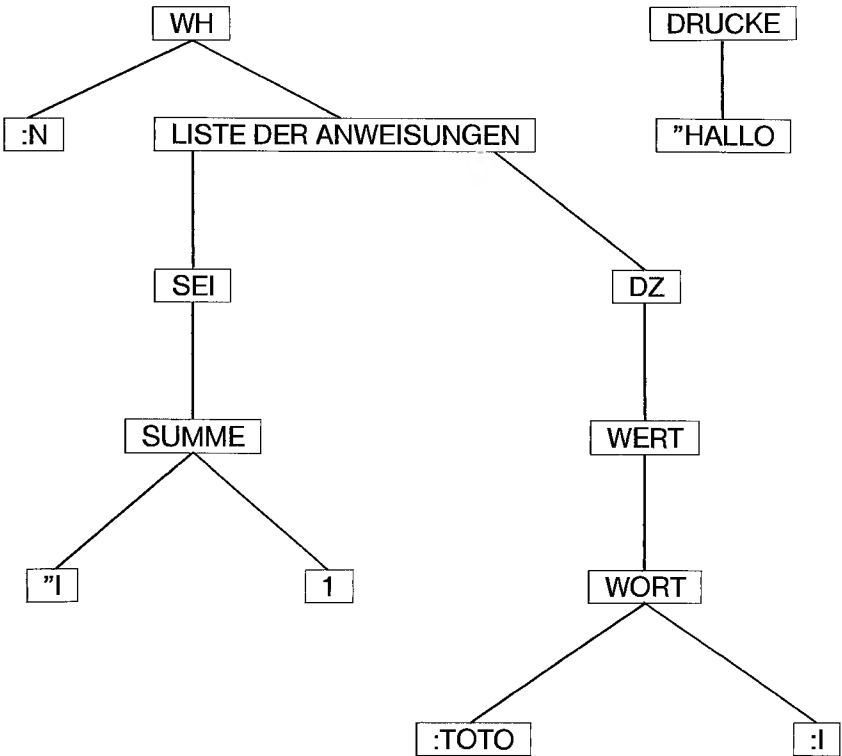 WH
DRUCKE
:N
LISTE DER ANWEISUNGEN
”HALLO
SEI
DZ
SUMME
WERT
”I
1
WORT
:TOTO
:I